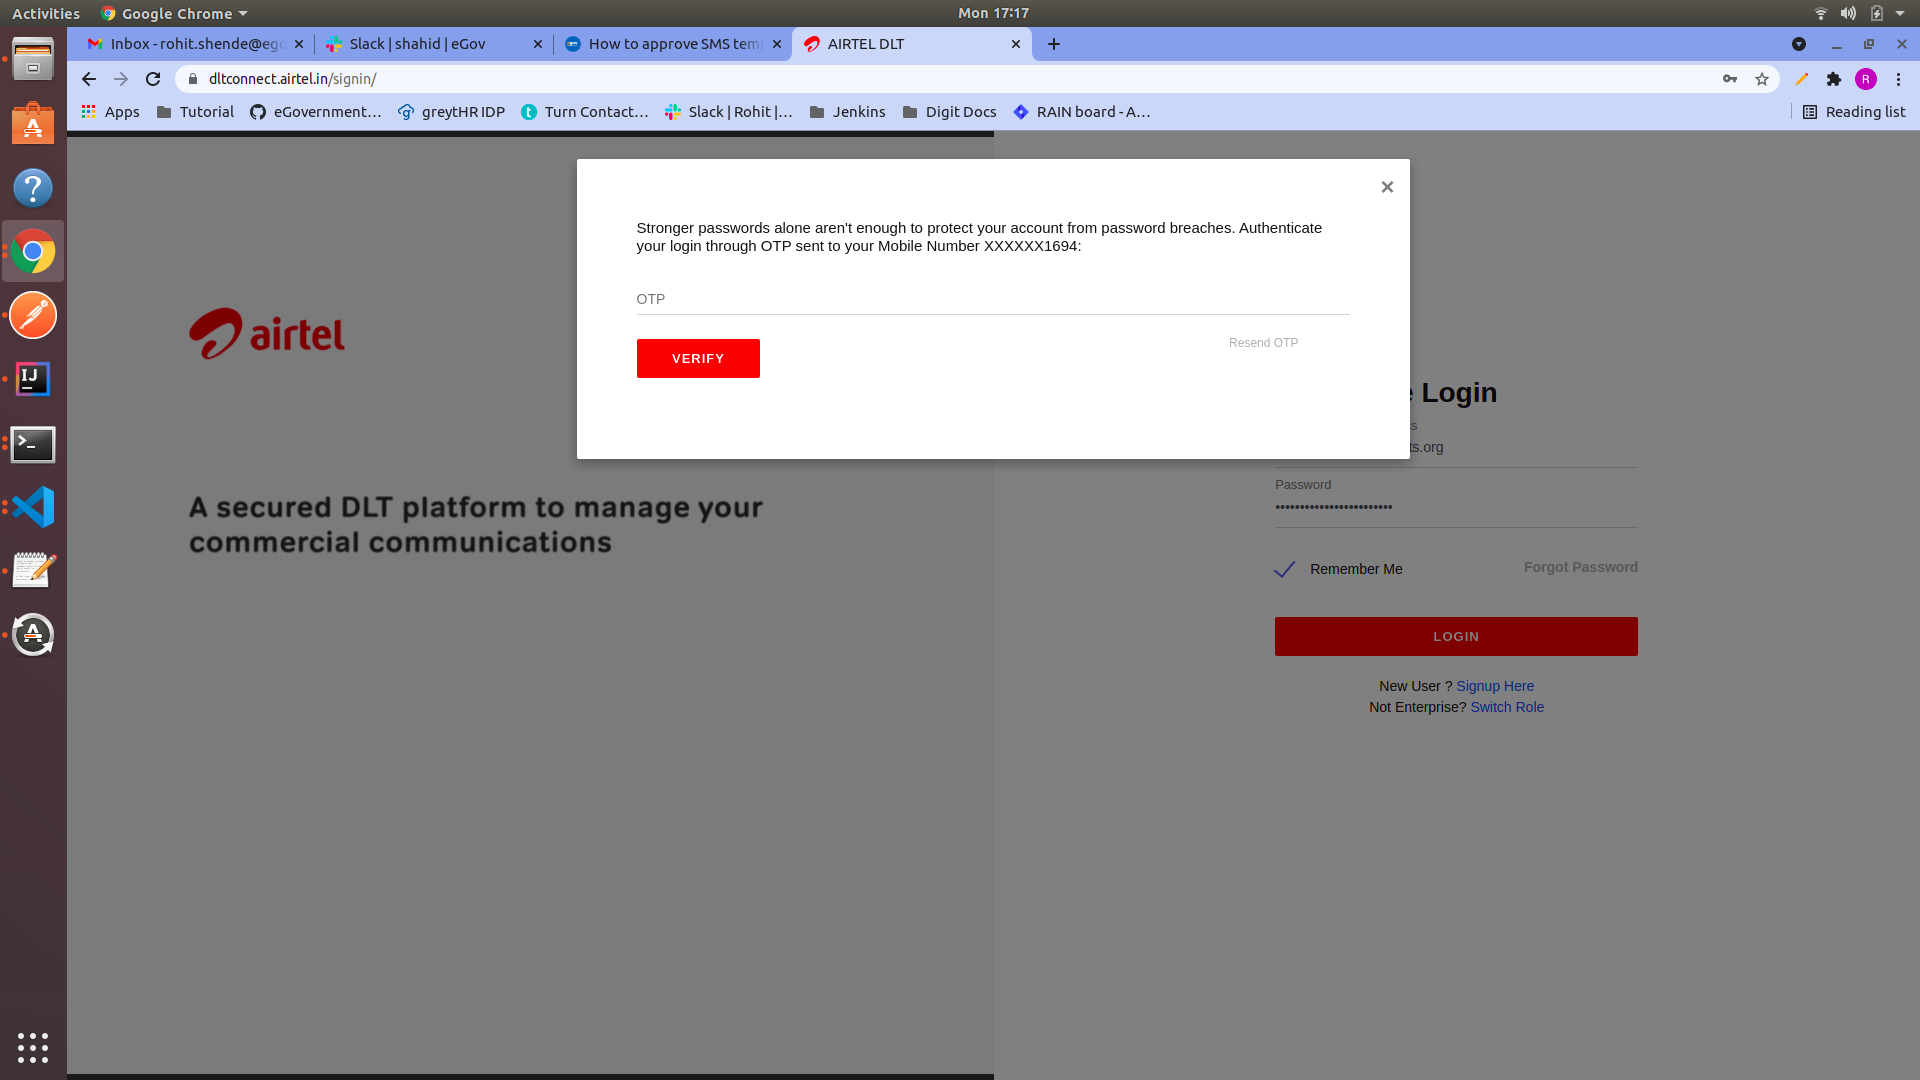 Activities
Google Chrome
Mon 17:17
Inbox - rohit.shende@eg
Slack | shahid | eGov
How to approve SMS tem
AIRTEL DLT
dltconnect.airtel.in/signin/
Apps
Tutorial
eGovernment…
greytHR IDP
Turn Contact…
Slack | Rohit |…
Jenkins
Digit Docs
RAIN board - A…
Reading list
Stronger passwords alone aren't enough to protect your account from password breaches. Authenticate
your login through OTP sent to your Mobile Number XXXXXX1694:
OTP
VERIFY
Resend OTP
airtel
A secured DLT platform to manage your
commercial communications
Login
ts.org
Password
Remember Me
Forgot Password
LOGIN
New User ? Signup Here
Not Enterprise? Switch Role